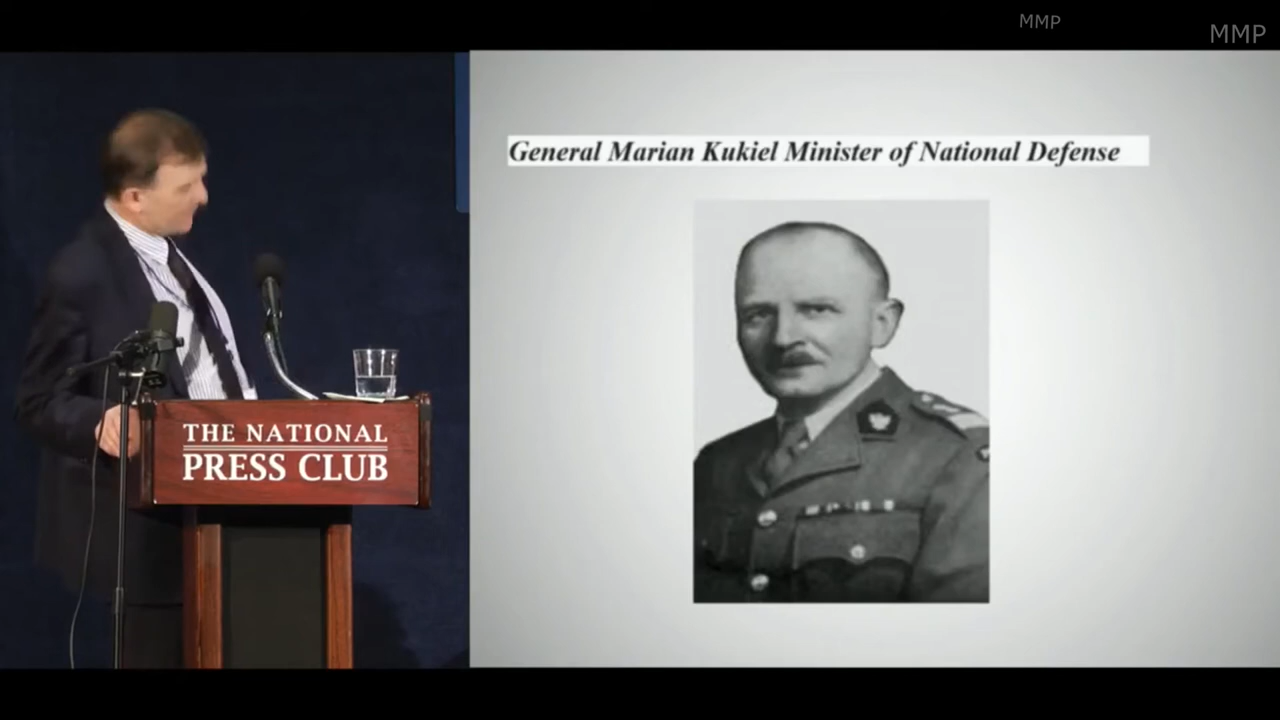 MMP
MMP
General Marian Kukiel Minister of National Defense
THE NATIONAL
PRESS CLUB